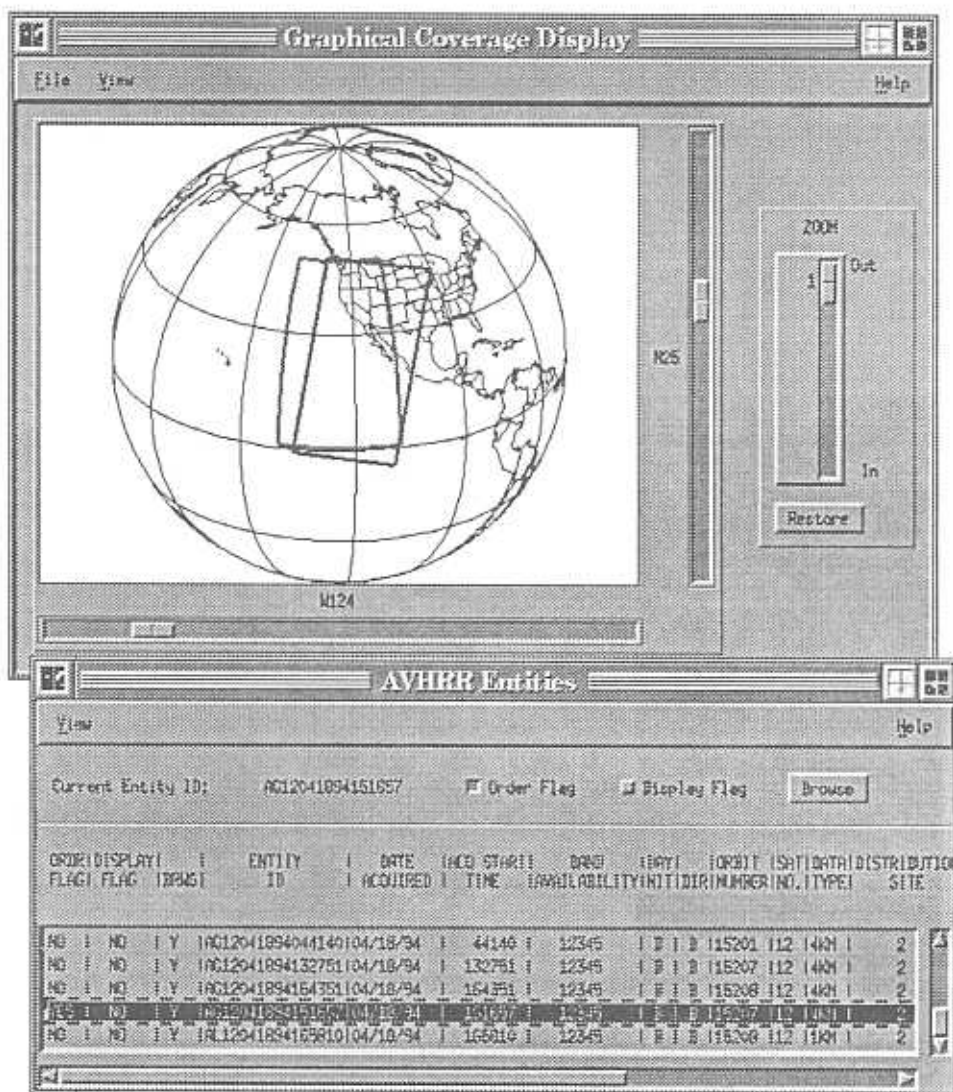 Graphical Coverage Display
File View Help
ZOOM
1 Out
N25
In
Restore
W124
AVHRR Entities
View Help
Current Entity ID: AG12041894151657 Order Flag Display Flag Browse
ORDR|DISPLAY| | ENTITY | DATE |ACQ START| BAND |DAY| |ORBIT |SAT|DATA|DISTRIBUTION
FLAG| FLAG |BRWS| ID | ACQUIRED | TIME |AVAILABILITY|NIT|DIR|NUMBER|NO.|TYPE| SITE
NO | NO | Y |AG12041894044140|04/18/94 | 44140 | 12345 | B | B |15201 |12 |4KM | 2
NO | NO | Y |AG12041894132751|04/18/94 | 132751 | 12345 | B | B |15207 |12 |4KM | 2
NO | NO | Y |AG12041894164351|04/18/94 | 164351 | 12345 | B | B |15208 |12 |4KM | 2
YES | NO | Y
NO | NO | Y |AL12041894165810|04/18/94 | 165810 | 12345 | B | B |15208 |12 |1KM | 2